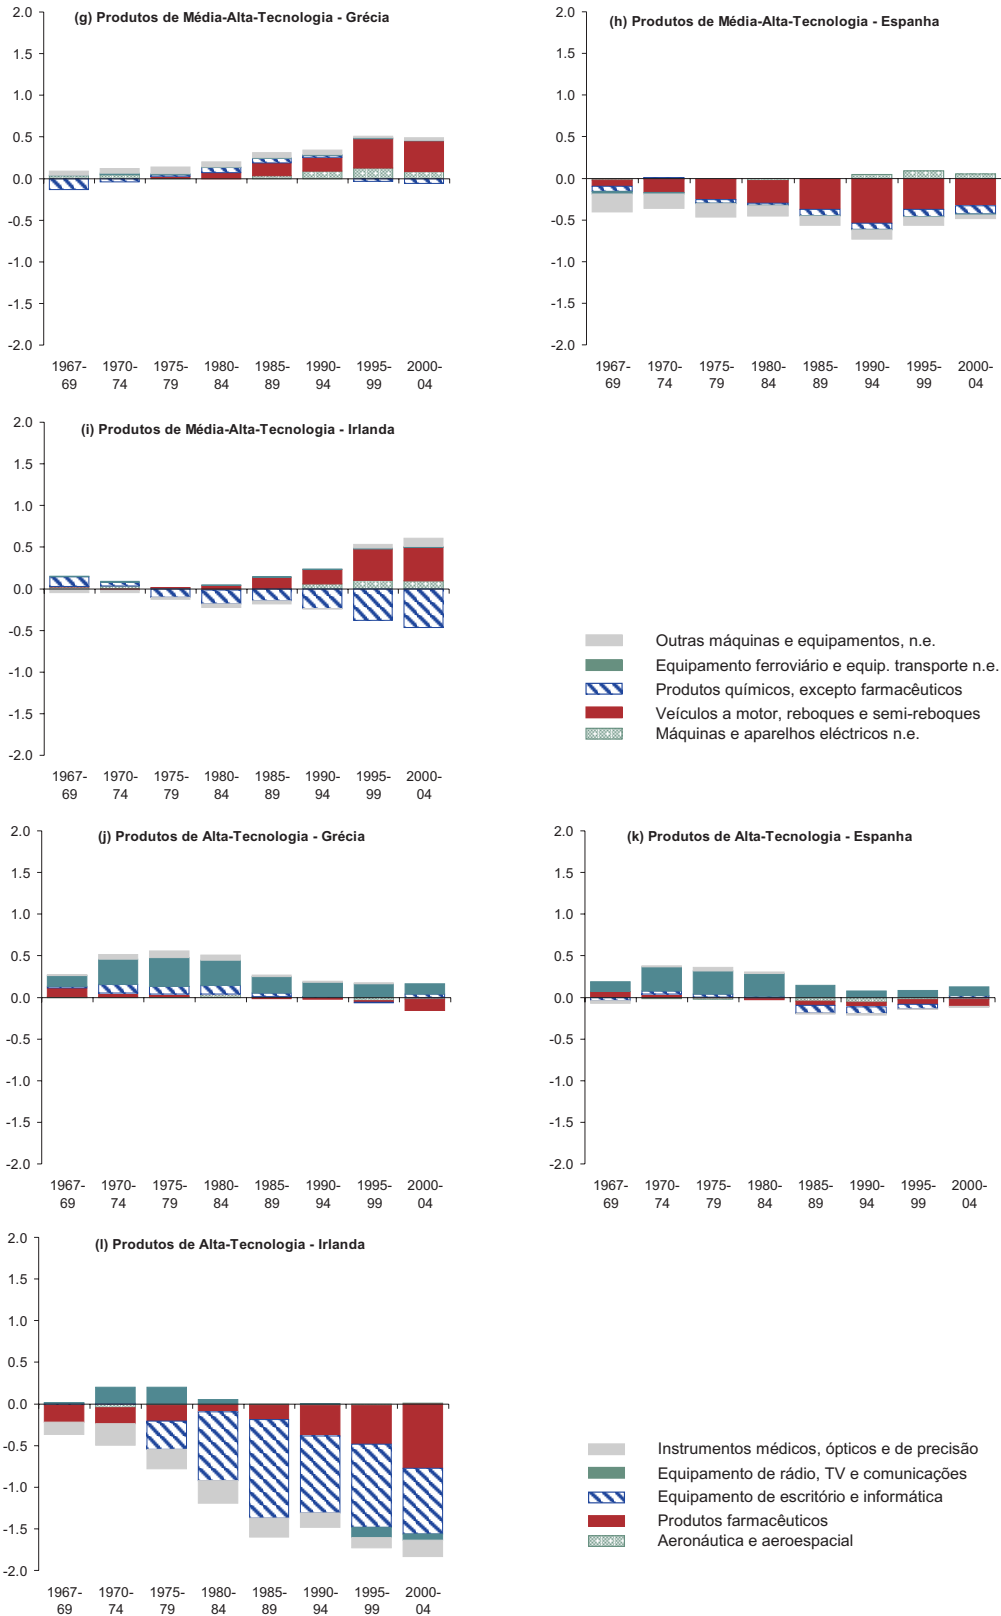 (g) Produtos de Média-Alta-Tecnologia - Grécia
2.0
1.5
1.0
0.5
0.0
-0.5
-1.0
-1.5
-2.0
1967- 1970- 1975- 1980- 1985- 1990- 1995- 2000-
69 74 79 84 89 94 99 04
(h) Produtos de Média-Alta-Tecnologia - Espanha
2.0
1.5
1.0
0.5
0.0
-0.5
-1.0
-1.5
-2.0
1967- 1970- 1975- 1980- 1985- 1990- 1995- 2000-
69 74 79 84 89 94 99 04
(i) Produtos de Média-Alta-Tecnologia - Irlanda
2.0
1.5
1.0
0.5
0.0
-0.5
-1.0
-1.5
-2.0
1967- 1970- 1975- 1980- 1985- 1990- 1995- 2000-
69 74 79 84 89 94 99 04
Outras máquinas e equipamentos, n.e.
Equipamento ferroviário e equip. transporte n.e.
Produtos químicos, excepto farmacêuticos
Veículos a motor, reboques e semi-reboques
Máquinas e aparelhos eléctricos n.e.
(j) Produtos de Alta-Tecnologia - Grécia
2.0
1.5
1.0
0.5
0.0
-0.5
-1.0
-1.5
-2.0
1967- 1970- 1975- 1980- 1985- 1990- 1995- 2000-
69 74 79 84 89 94 99 04
(k) Produtos de Alta-Tecnologia - Espanha
2.0
1.5
1.0
0.5
0.0
-0.5
-1.0
-1.5
-2.0
1967- 1970- 1975- 1980- 1985- 1990- 1995- 2000-
69 74 79 84 89 94 99 04
(l) Produtos de Alta-Tecnologia - Irlanda
2.0
1.5
1.0
0.5
0.0
-0.5
-1.0
-1.5
-2.0
1967- 1970- 1975- 1980- 1985- 1990- 1995- 2000-
69 74 79 84 89 94 99 04
Instrumentos médicos, ópticos e de precisão
Equipamento de rádio, TV e comunicações
Equipamento de escritório e informática
Produtos farmacêuticos
Aeronáutica e aeroespacial